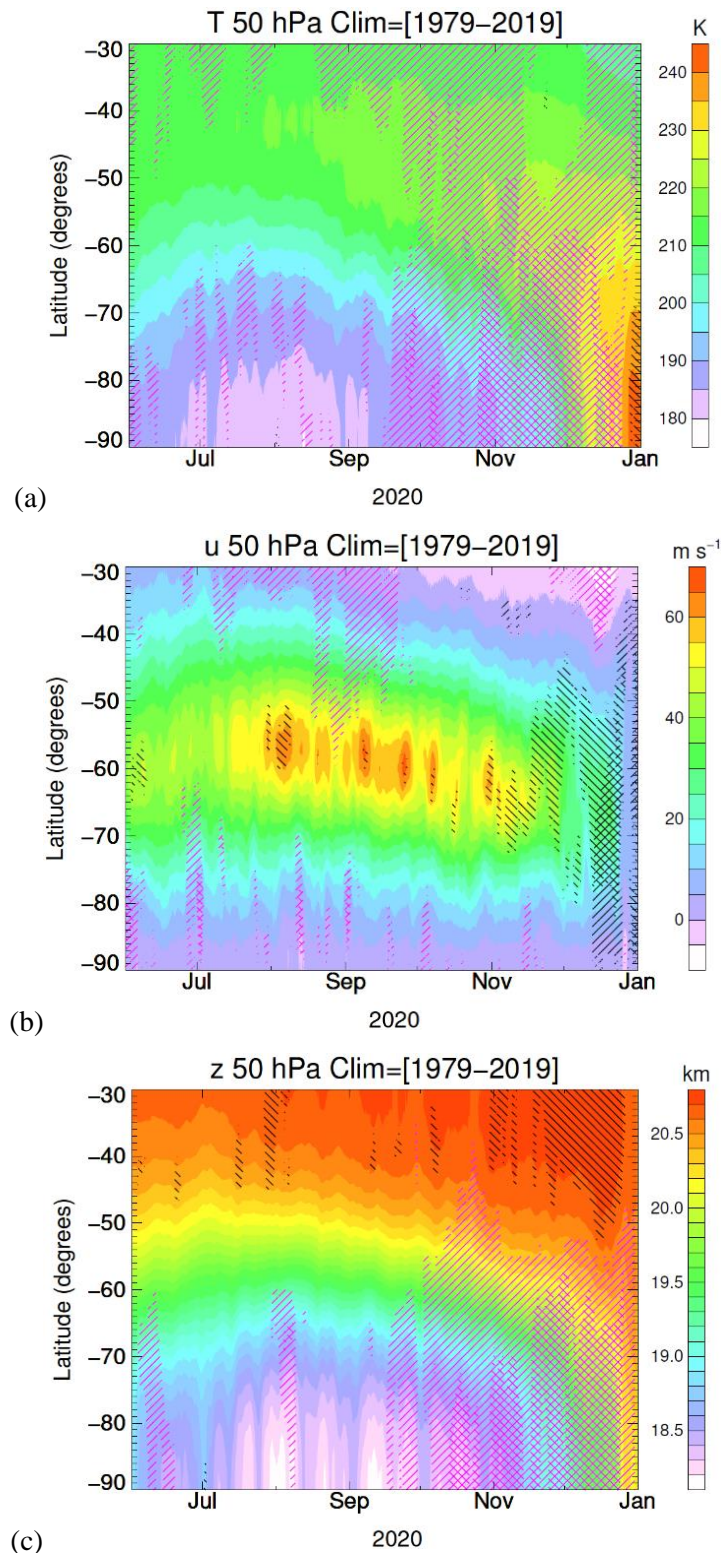 T 50 hPa Clim=[1979−2019]
K
−30
−40
−50
−60
−70
−80
−90
Latitude (degrees)
240
230
220
210
200
190
180
Jul
Sep
Nov
Jan
2020
(a)
u 50 hPa Clim=[1979−2019]
m s⁻¹
−30
−40
−50
−60
−70
−80
−90
Latitude (degrees)
60
40
20
0
Jul
Sep
Nov
Jan
2020
(b)
z 50 hPa Clim=[1979−2019]
km
−30
−40
−50
−60
−70
−80
−90
Latitude (degrees)
20.5
20.0
19.5
19.0
18.5
Jul
Sep
Nov
Jan
2020
(c)